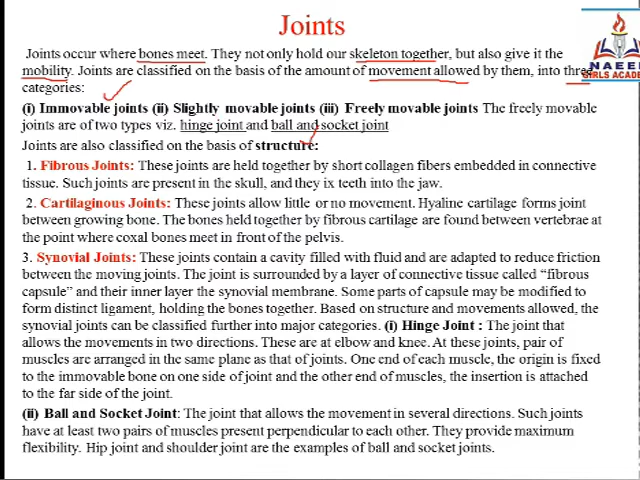 Joints
Joints occur where bones meet. They not only hold our skeleton together, but also give it the
mobility. Joints are classified on the basis of the amount of movement allowed by them, into three
categories:
(i) Immovable joints (ii) Slightly movable joints (iii) Freely movable joints The freely movable
joints are of two types viz. hinge joint and ball and socket joint
Joints are also classified on the basis of structure:
1. Fibrous Joints: These joints are held together by short collagen fibers embedded in connective
tissue. Such joints are present in the skull, and they ix teeth into the jaw.
2. Cartilaginous Joints: These joints allow little or no movement. Hyaline cartilage forms joint
between growing bone. The bones held together by fibrous cartilage are found between vertebrae at
the point where coxal bones meet in front of the pelvis.
3. Synovial Joints: These joints contain a cavity filled with fluid and are adapted to reduce friction
between the moving joints. The joint is surrounded by a layer of connective tissue called “fibrous
capsule” and their inner layer the synovial membrane. Some parts of capsule may be modified to
form distinct ligament, holding the bones together. Based on structure and movements allowed, the
synovial joints can be classified further into major categories. (i) Hinge Joint : The joint that
allows the movements in two directions. These are at elbow and knee. At these joints, pair of
muscles are arranged in the same plane as that of joints. One end of each muscle, the origin is fixed
to the immovable bone on one side of joint and the other end of muscles, the insertion is attached
to the far side of the joint.
(ii) Ball and Socket Joint: The joint that allows the movement in several directions. Such joints
have at least two pairs of muscles present perpendicular to each other. They provide maximum
flexibility. Hip joint and shoulder joint are the examples of ball and socket joints.